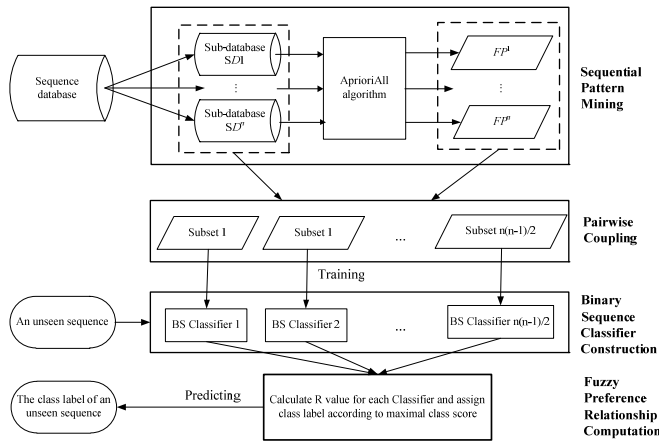 Sequence
database
Sub-database
SD1
⋮
Sub-database
SDⁿ
AprioriAll
algorithm
FP¹
⋮
FPⁿ
Sequential
Pattern
Mining
Subset 1
Subset 1
...
Subset n(n-1)/2
Pairwise
Coupling
Training
An unseen sequence
BS Classifier 1
BS Classifier 2
...
BS Classifier n(n-1)/2
Binary
Sequence
Classifier
Construction
The class label of an
unseen sequence
Predicting
Calculate R value for each Classifier and assign
class label according to maximal class score
Fuzzy
Preference
Relationship
Computation